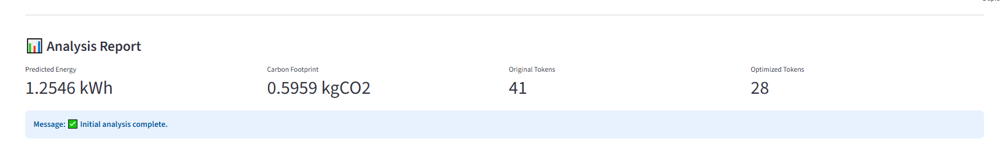 Analysis Report
Predicted Energy
1.2546 kWh
Carbon Footprint
0.5959 kgCO2
Original Tokens
41
Optimized Tokens
28
Message: ✅ Initial analysis complete.